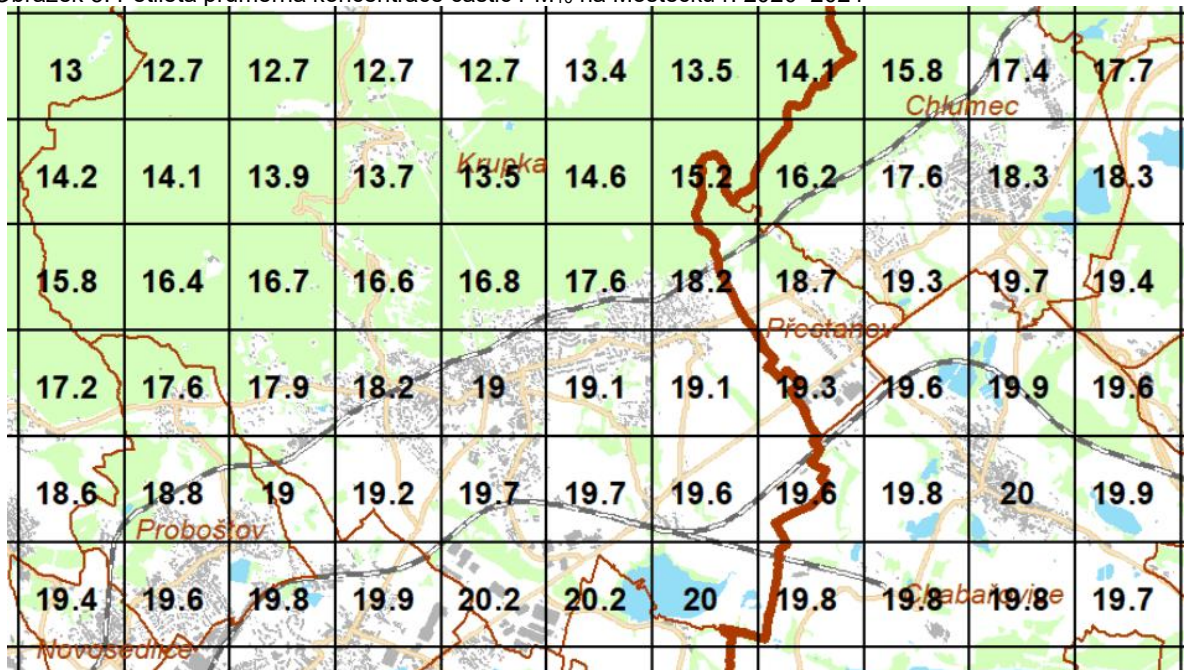 13 12.7 12.7 12.7 12.7 13.4 13.5 14.1 15.8 17.4 17.7
Chlumec
Krupka
14.2 14.1 13.9 13.7 13.5 14.6 15.2 16.2 17.6 18.3 18.3
15.8 16.4 16.7 16.6 16.8 17.6 18.2 18.7 19.3 19.7 19.4
Přestanov
17.2 17.6 17.9 18.2 19 19.1 19.1 19.3 19.6 19.9 19.6
18.6 18.8 19 19.2 19.7 19.7 19.6 19.6 19.8 20 19.9
Proboštov
19.4 19.6 19.8 19.9 20.2 20.2 20 19.8 19.8 19.8 19.7
Chabařovice
Novosedlice